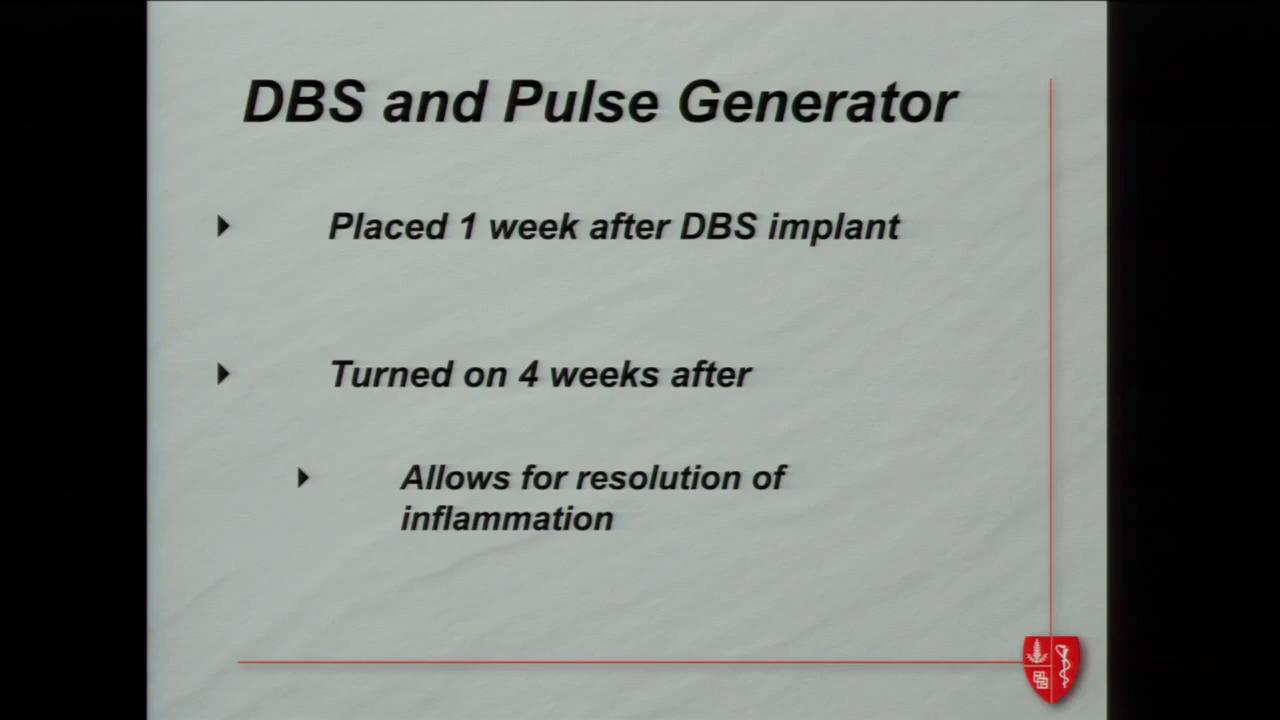 DBS and Pulse Generator
Placed 1 week after DBS implant
Turned on 4 weeks after
Allows for resolution of
inflammation